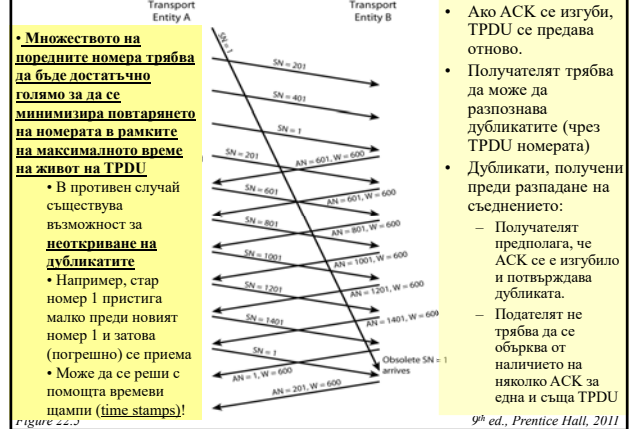 Transport
Entity A
Transport
Entity B
• Множеството на
поредните номера трябва
да бъде достатъчно
голямо за да се
минимизира повтарянето
на номерата в рамките
на максималното време
на живот на TPDU
• В противен случай
съществува
възможност за
неоткриване на
дубликатите
• Например, стар
номер 1 пристига
малко преди новият
номер 1 и затова
(погрешно) се приема
• Може да се реши с
помощта времеви
щампи (time stamps)!
SN = 1
SN = 201
SN = 401
SN = 1
SN = 201
AN = 601, W = 600
SN = 601
AN = 601, W = 600
SN = 801
AN = 801, W = 600
SN = 1001
AN = 1001, W = 600
SN = 1201
AN = 1201, W = 600
SN = 1401
AN = 1401, W = 600
SN = 1
Obsolete SN = 1
arrives
AN = 1, W = 600
AN = 201, W = 600
• Ако ACK се изгуби,
TPDU се предава
отново.
• Получателят трябва
да може да
разпознава
дубликатите (чрез
TPDU номерата)
• Дубликати, получени
преди разпадане на
съединението:
– Получателят
предполага, че
ACK се е изгубило
и потвърждава
дубликата.
– Подателят не
трябва да се
обърква от
наличието на
няколко ACK за
една и съща TPDU
Figure 22.5
9th ed., Prentice Hall, 2011